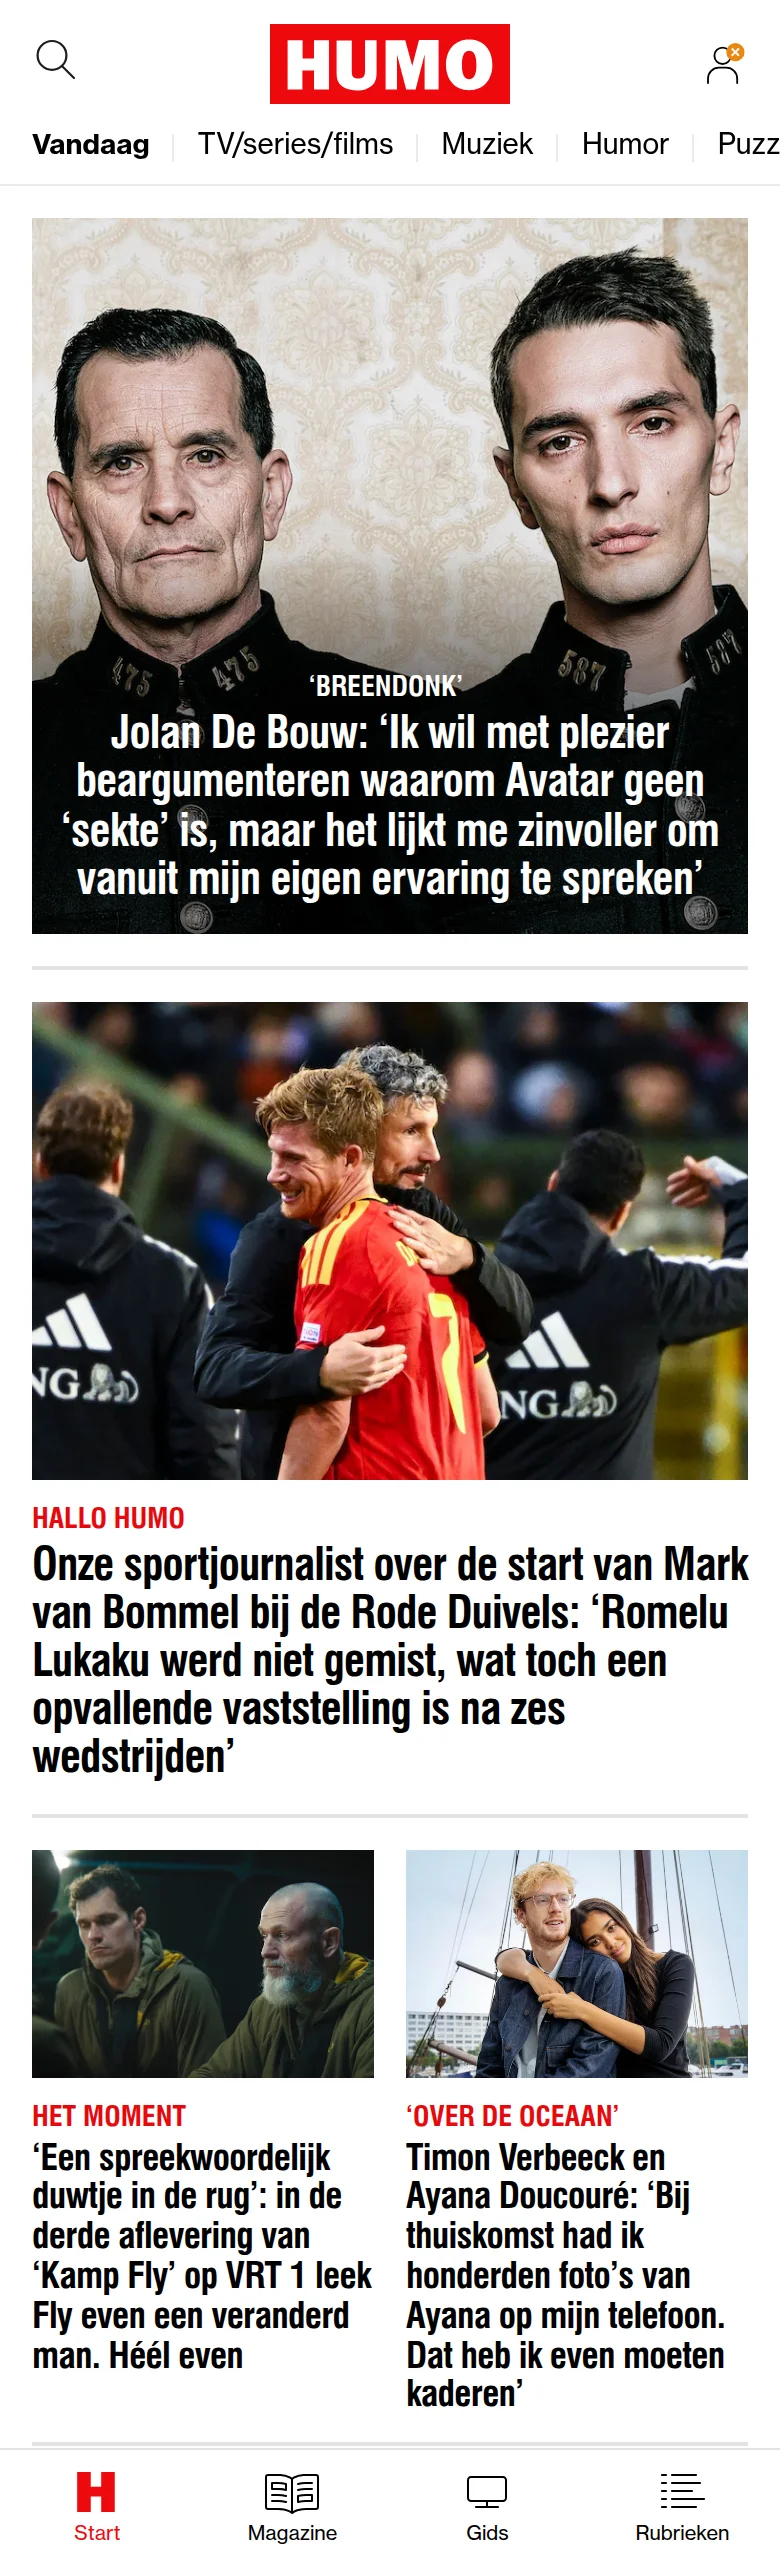 HUMO
Vandaag
TV/series/films
Muziek
Humor
Puzz
475 475
587 587
‘BREENDONK’
Jolan De Bouw: ‘Ik wil met plezier
beargumenteren waarom Avatar geen
‘sekte’ is, maar het lijkt me zinvoller om
vanuit mijn eigen ervaring te spreken’
NG
NG
HALLO HUMO
Onze sportjournalist over de start van Mark
van Bommel bij de Rode Duivels: ‘Romelu
Lukaku werd niet gemist, wat toch een
opvallende vaststelling is na zes
wedstrijden’
HET MOMENT
‘Een spreekwoordelijk
duwtje in de rug’: in de
derde aflevering van
‘Kamp Fly’ op VRT 1 leek
Fly even een veranderd
man. Héél even
‘OVER DE OCEAAN’
Timon Verbeeck en
Ayana Doucouré: ‘Bij
thuiskomst had ik
honderden foto’s van
Ayana op mijn telefoon.
Dat heb ik even moeten
kaderen’
Start
Magazine
Gids
Rubrieken